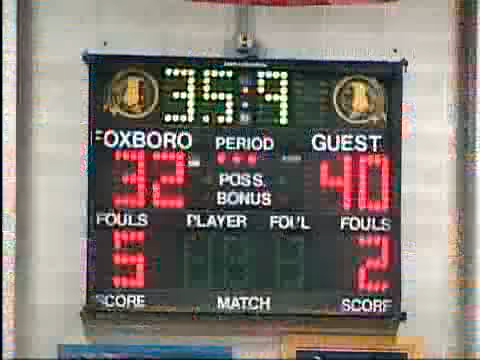 35.9
FOXBORO PERIOD GUEST
32 POSS. 40
BONUS
FOULS PLAYER FOUL FOULS
5 2
SCORE MATCH SCORE